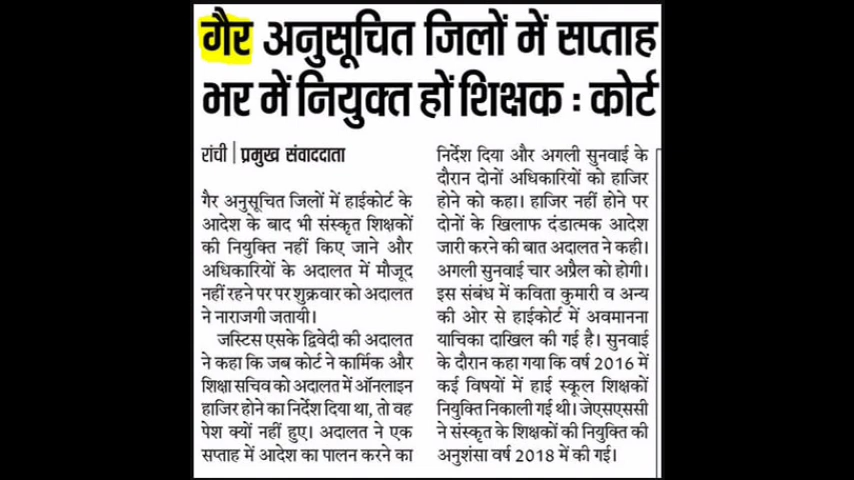 गैर अनुसूचित जिलों में सप्ताह
भर में नियुक्त हों शिक्षक : कोर्ट
रांची | प्रमुख संवाददाता
गैर अनुसूचित जिलों में हाईकोर्ट के
आदेश के बाद भी संस्कृत शिक्षकों
की नियुक्ति नहीं किए जाने और
अधिकारियों के अदालत में मौजूद
नहीं रहने पर पर शुक्रवार को अदालत
ने नाराजगी जतायी।
जस्टिस एसके द्विवेदी की अदालत
ने कहा कि जब कोर्ट ने कार्मिक और
शिक्षा सचिव को अदालत में ऑनलाइन
हाजिर होने का निर्देश दिया था, तो वह
पेश क्यों नहीं हुए। अदालत ने एक
सप्ताह में आदेश का पालन करने का
निर्देश दिया और अगली सुनवाई के
दौरान दोनों अधिकारियों को हाजिर
होने को कहा। हाजिर नहीं होने पर
दोनों के खिलाफ दंडात्मक आदेश
जारी करने की बात अदालत ने कही।
अगली सुनवाई चार अप्रैल को होगी।
इस संबंध में कविता कुमारी व अन्य
की ओर से हाईकोर्ट में अवमानना
याचिका दाखिल की गई है। सुनवाई
के दौरान कहा गया कि वर्ष 2016 में
कई विषयों में हाई स्कूल शिक्षकों
नियुक्ति निकाली गई थी। जेएसएससी
ने संस्कृत के शिक्षकों की नियुक्ति की
अनुशंसा वर्ष 2018 में की गई।